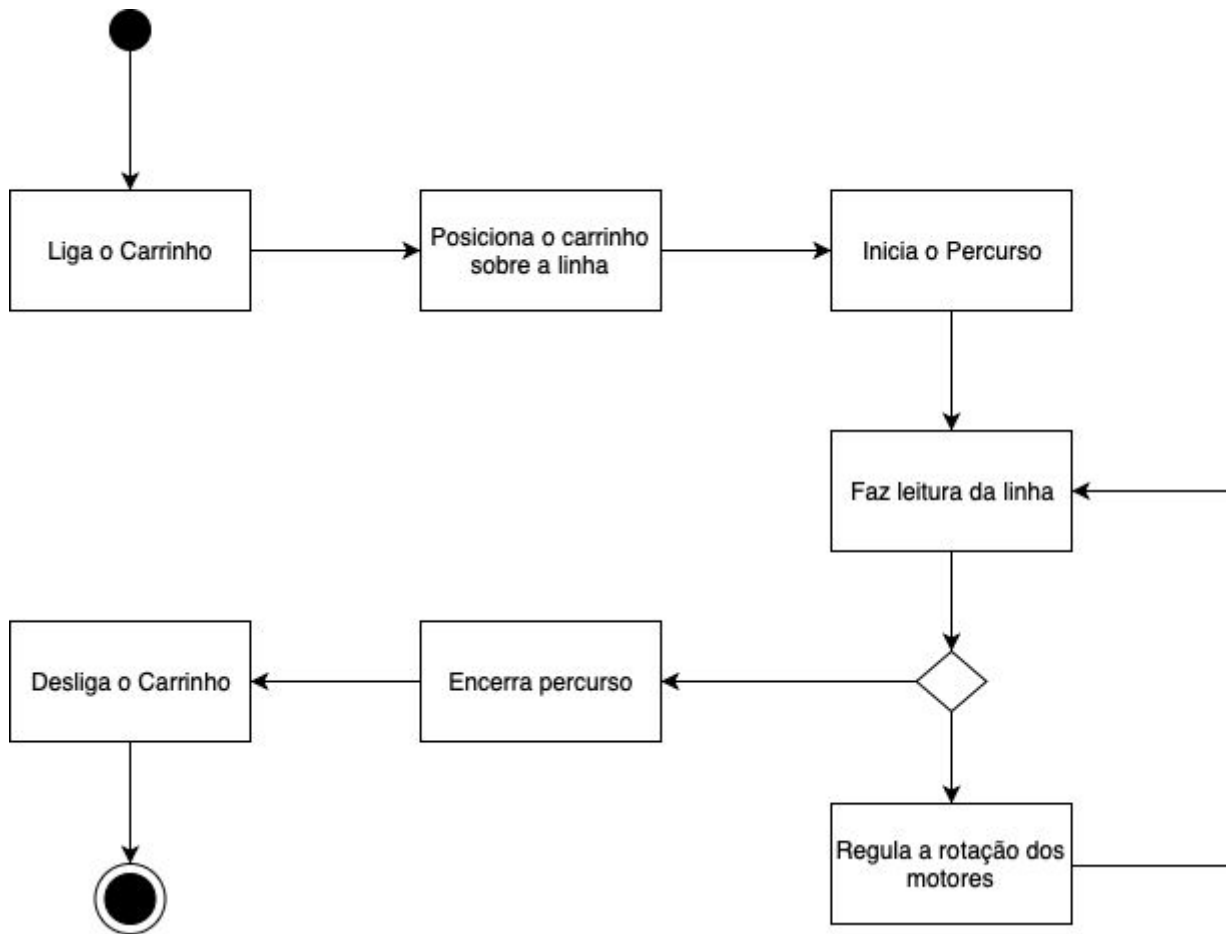 Liga o Carrinho
Posiciona o carrinho
sobre a linha
Inicia o Percurso
Faz leitura da linha
Desliga o Carrinho
Encerra percurso
Regula a rotação dos
motores